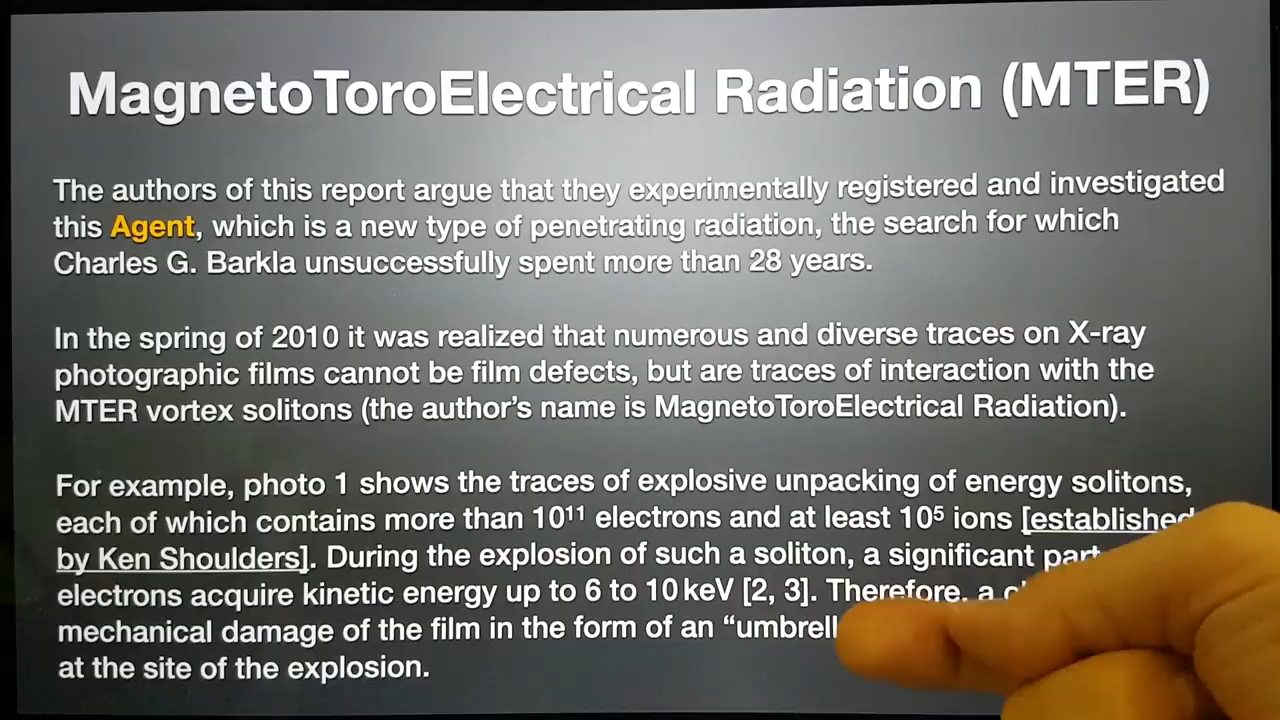 MagnetoToroElectrical Radiation (MTER)
The authors of this report argue that they experimentally registered and investigated
this Agent, which is a new type of penetrating radiation, the search for which
Charles G. Barkla unsuccessfully spent more than 28 years.
In the spring of 2010 it was realized that numerous and diverse traces on X-ray
photographic films cannot be film defects, but are traces of interaction with the
MTER vortex solitons (the author’s name is MagnetoToroElectrical Radiation).
For example, photo 1 shows the traces of explosive unpacking of energy solitons,
each of which contains more than 10¹¹ electrons and at least 10⁵ ions [established
by Ken Shoulders]. During the explosion of such a soliton, a significant part
electrons acquire kinetic energy up to 6 to 10 keV [2, 3]. Therefore, a
mechanical damage of the film in the form of an “umbrell
at the site of the explosion.